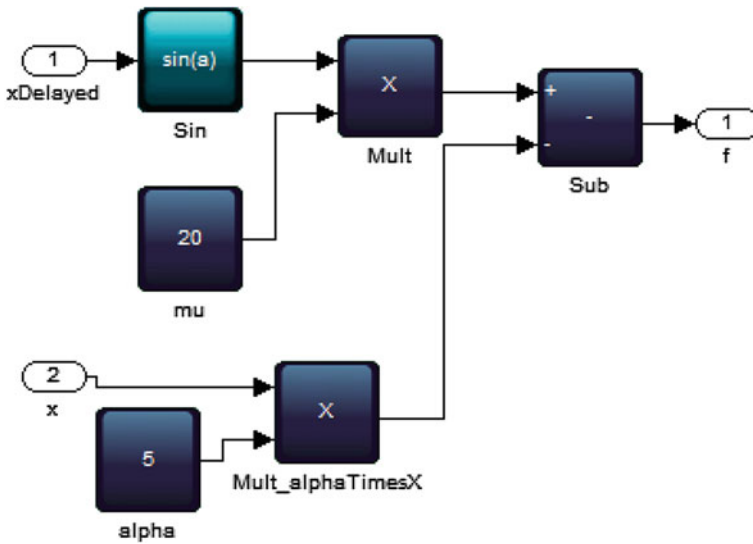 1
xDelayed
sin(a)
Sin
X
Mult
+
-
-
Sub
1
f
20
mu
2
x
5
alpha
X
Mult_alphaTimesX